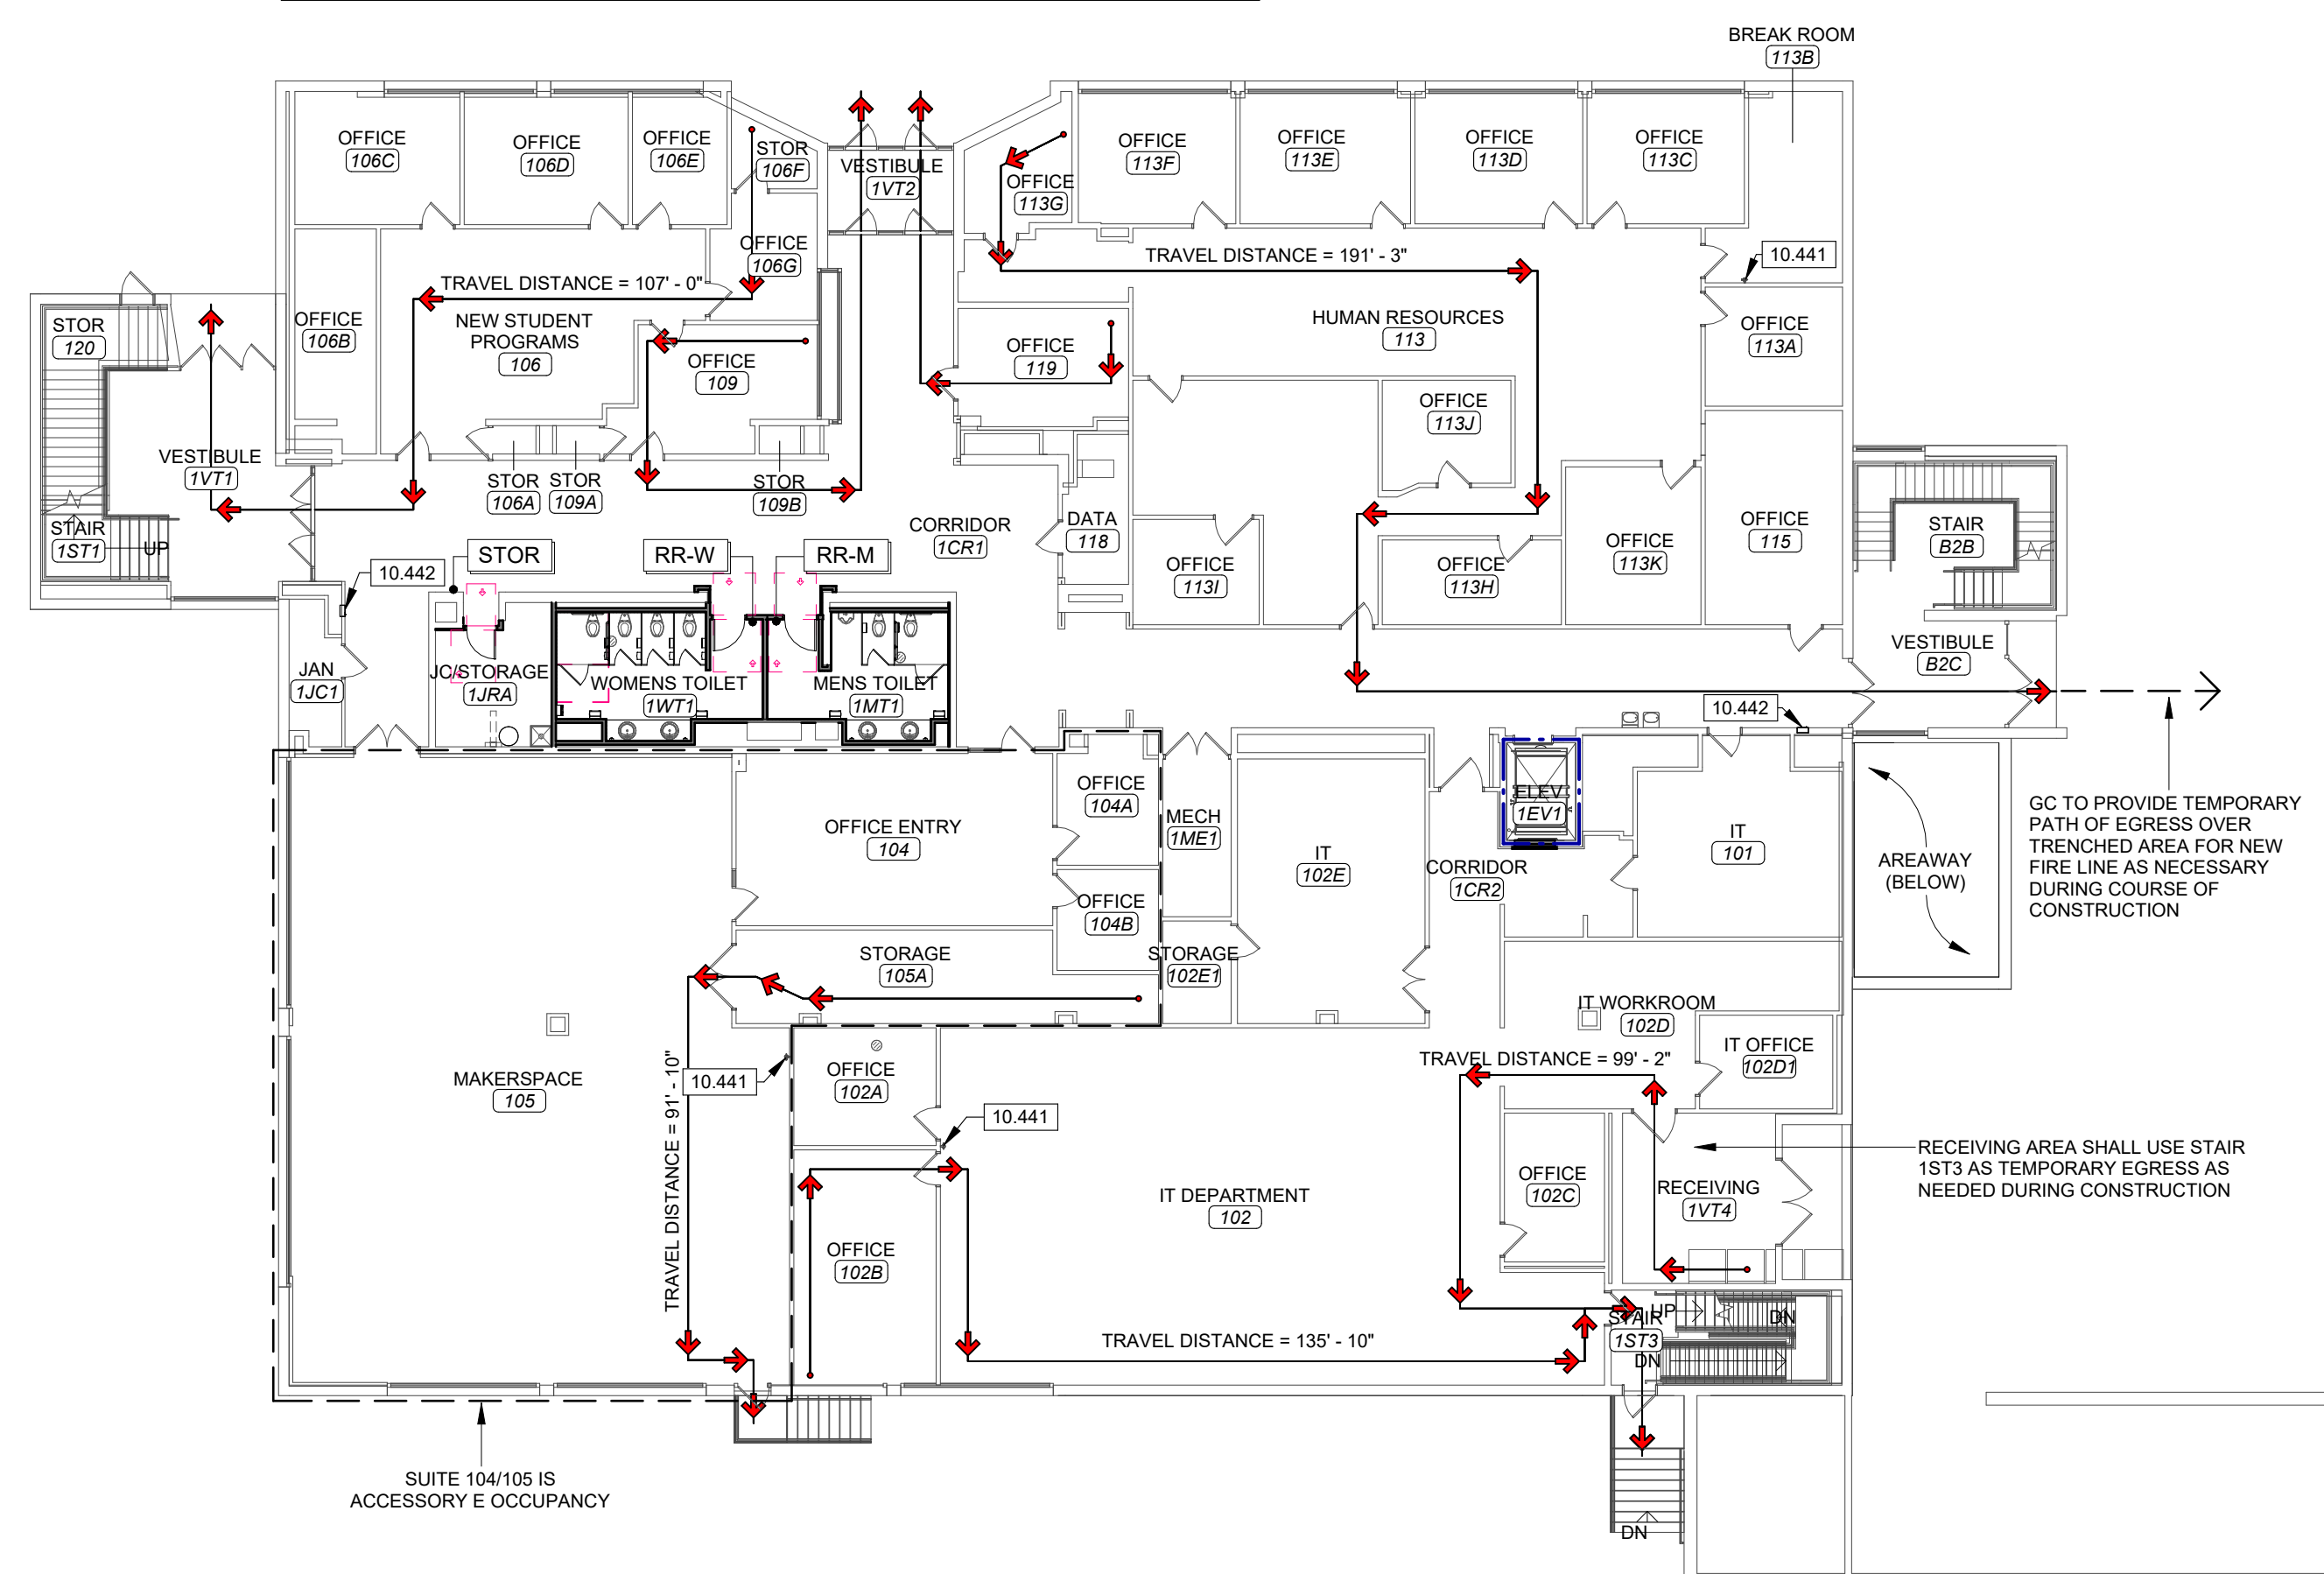 BREAK ROOM
113B
OFFICE
106C
OFFICE
106D
OFFICE
106E
STOR
106F
VESTIBULE
1VT2
OFFICE
113G
OFFICE
113F
OFFICE
113E
OFFICE
113D
OFFICE
113C
OFFICE
106G
10.441
TRAVEL DISTANCE = 107' - 0"
TRAVEL DISTANCE = 191' - 3"
STOR
120
OFFICE
106B
NEW STUDENT
PROGRAMS
106
OFFICE
109
OFFICE
119
HUMAN RESOURCES
113
OFFICE
113A
OFFICE
113J
VESTIBULE
1VT1
STOR
106A
STOR
109A
STOR
109B
CORRIDOR
1CR1
DATA
118
OFFICE
115
STAIR
1ST1
UP
STAIR
B2B
OFFICE
113I
OFFICE
113H
OFFICE
113K
10.442
STOR
RR-W
RR-M
VESTIBULE
B2C
JAN
1JC1
JC/STORAGE
1JRA
WOMENS TOILET
1WT1
MENS TOILET
1MT1
10.442
OFFICE
104A
ELEV
1EV1
GC TO PROVIDE TEMPORARY
PATH OF EGRESS OVER
TRENCHED AREA FOR NEW
FIRE LINE AS NECESSARY
DURING COURSE OF
CONSTRUCTION
OFFICE ENTRY
104
MECH
1ME1
IT
102E
CORRIDOR
1CR2
IT
101
AREAWAY
(BELOW)
OFFICE
104B
STORAGE
105A
STORAGE
102E1
IT WORKROOM
102D
IT OFFICE
102D1
TRAVEL DISTANCE = 99' - 2"
MAKERSPACE
105
TRAVEL DISTANCE = 91' - 10"
10.441
OFFICE
102A
10.441
RECEIVING AREA SHALL USE STAIR
1ST3 AS TEMPORARY EGRESS AS
NEEDED DURING CONSTRUCTION
OFFICE
102C
RECEIVING
1VT4
IT DEPARTMENT
102
OFFICE
102B
STAIR
1ST3
UP
DN
DN
TRAVEL DISTANCE = 135' - 10"
SUITE 104/105 IS
ACCESSORY E OCCUPANCY
DN